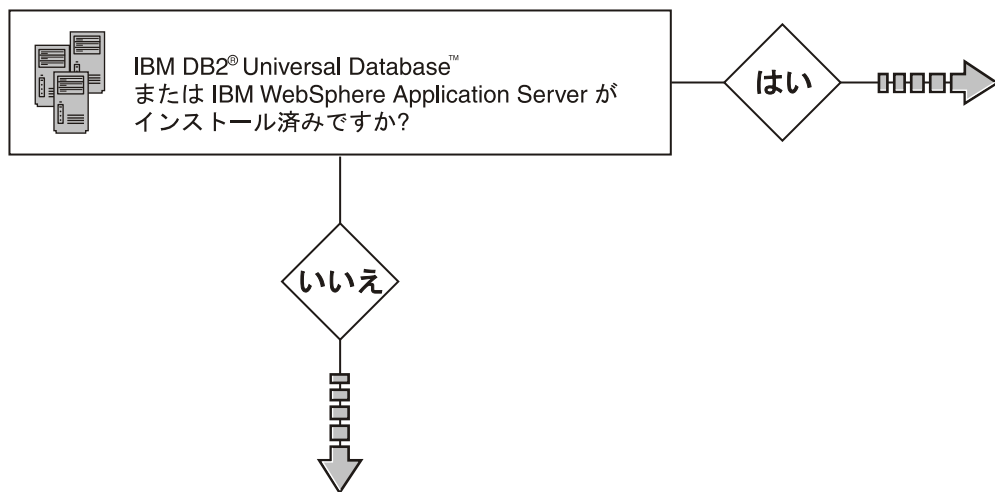 IBM DB2® Universal Database™
または IBM WebSphere Application Server が
インストール済みですか?
はい
いいえ